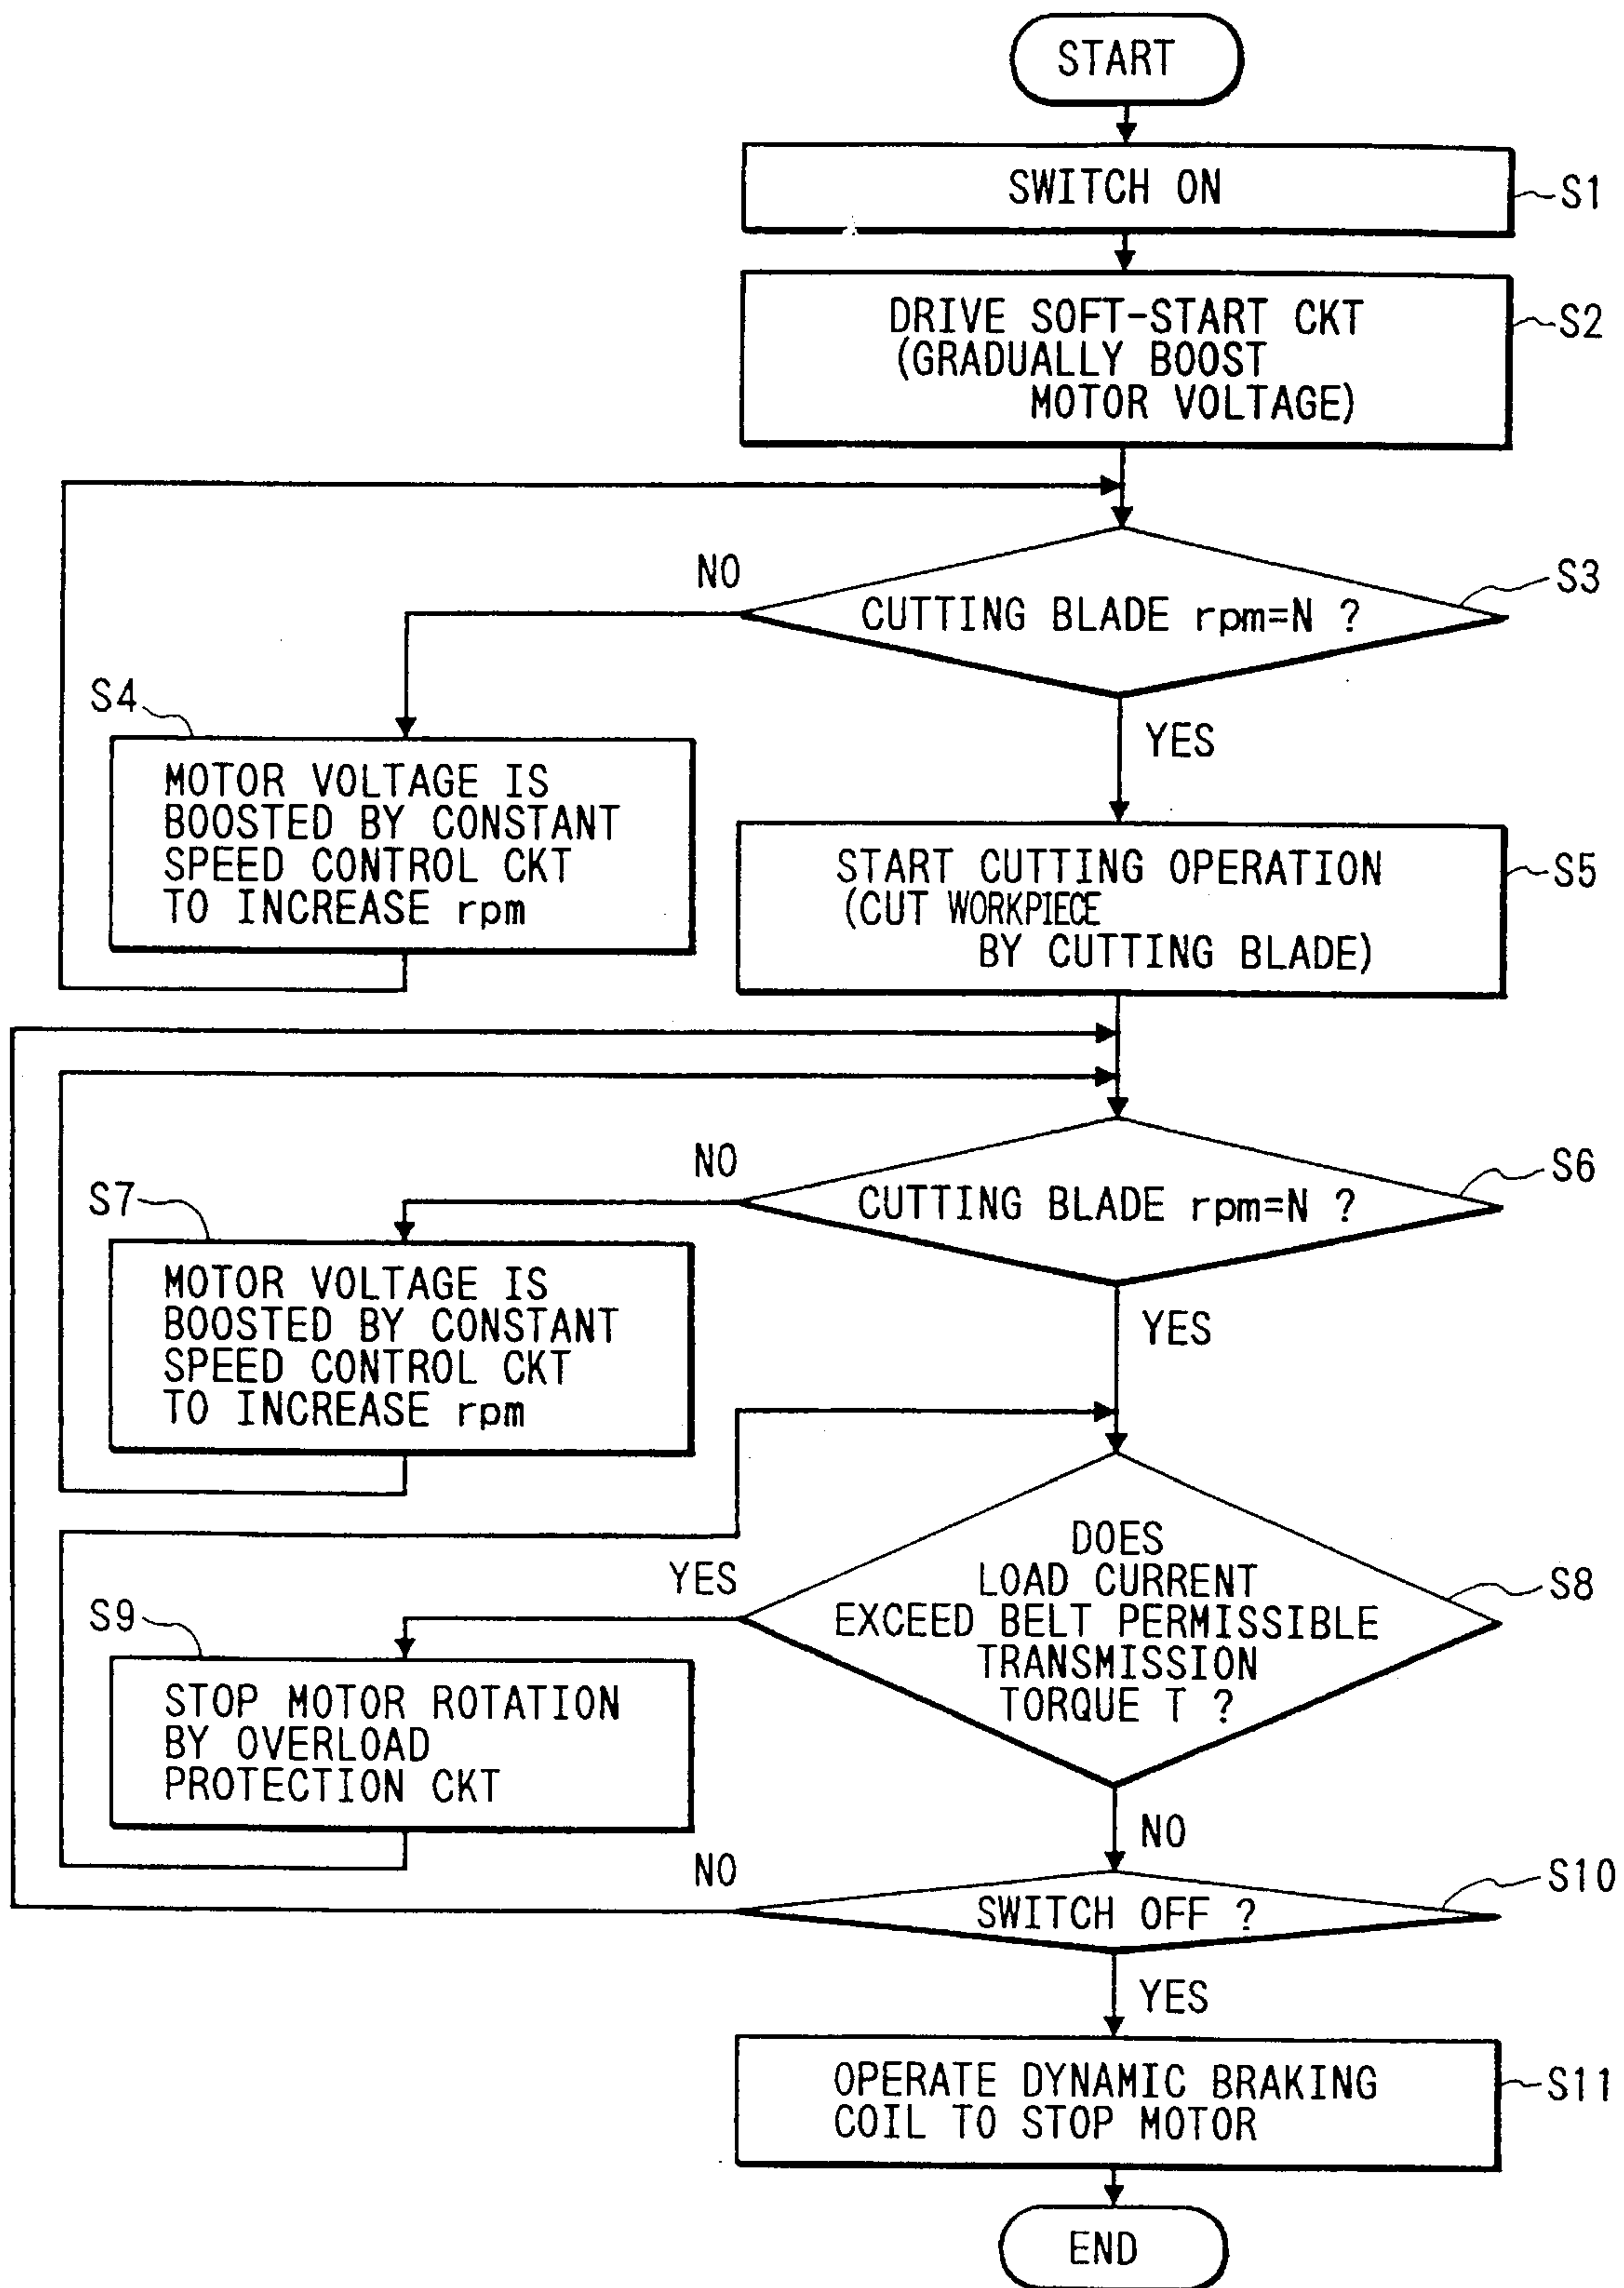 START
SWITCH ON
S1
DRIVE SOFT-START CKT
(GRADUALLY BOOST
MOTOR VOLTAGE)
S2
NO
CUTTING BLADE rpm=N ?
S3
YES
S4
MOTOR VOLTAGE IS
BOOSTED BY CONSTANT
SPEED CONTROL CKT
TO INCREASE rpm
START CUTTING OPERATION
(CUT WORKPIECE
BY CUTTING BLADE)
S5
NO
CUTTING BLADE rpm=N ?
S6
YES
S7
MOTOR VOLTAGE IS
BOOSTED BY CONSTANT
SPEED CONTROL CKT
TO INCREASE rpm
YES
DOES
LOAD CURRENT
EXCEED BELT PERMISSIBLE
TRANSMISSION
TORQUE T ?
S8
S9
STOP MOTOR ROTATION
BY OVERLOAD
PROTECTION CKT
NO
NO
SWITCH OFF ?
S10
YES
OPERATE DYNAMIC BRAKING
COIL TO STOP MOTOR
S11
END